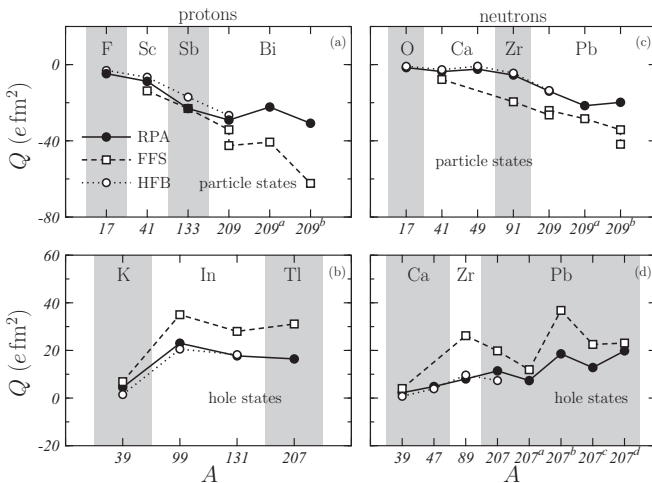 protons neutrons
F Sc Sb Bi (a) O Ca Zr Pb (c)
0
-40
-80
Q (e fm²)
RPA
FFS
HFB
particle states
particle states
17 41 133 209 209ᵃ 209ᵇ 17 41 49 91 209 209ᵃ 209ᵇ
60
40
20
0
-20
Q (e fm²)
K In Tl (b) Ca Zr Pb (d)
hole states hole states
39 99 131 207 39 47 89 207 207ᵃ 207ᵇ 207ᶜ 207ᵈ
A A